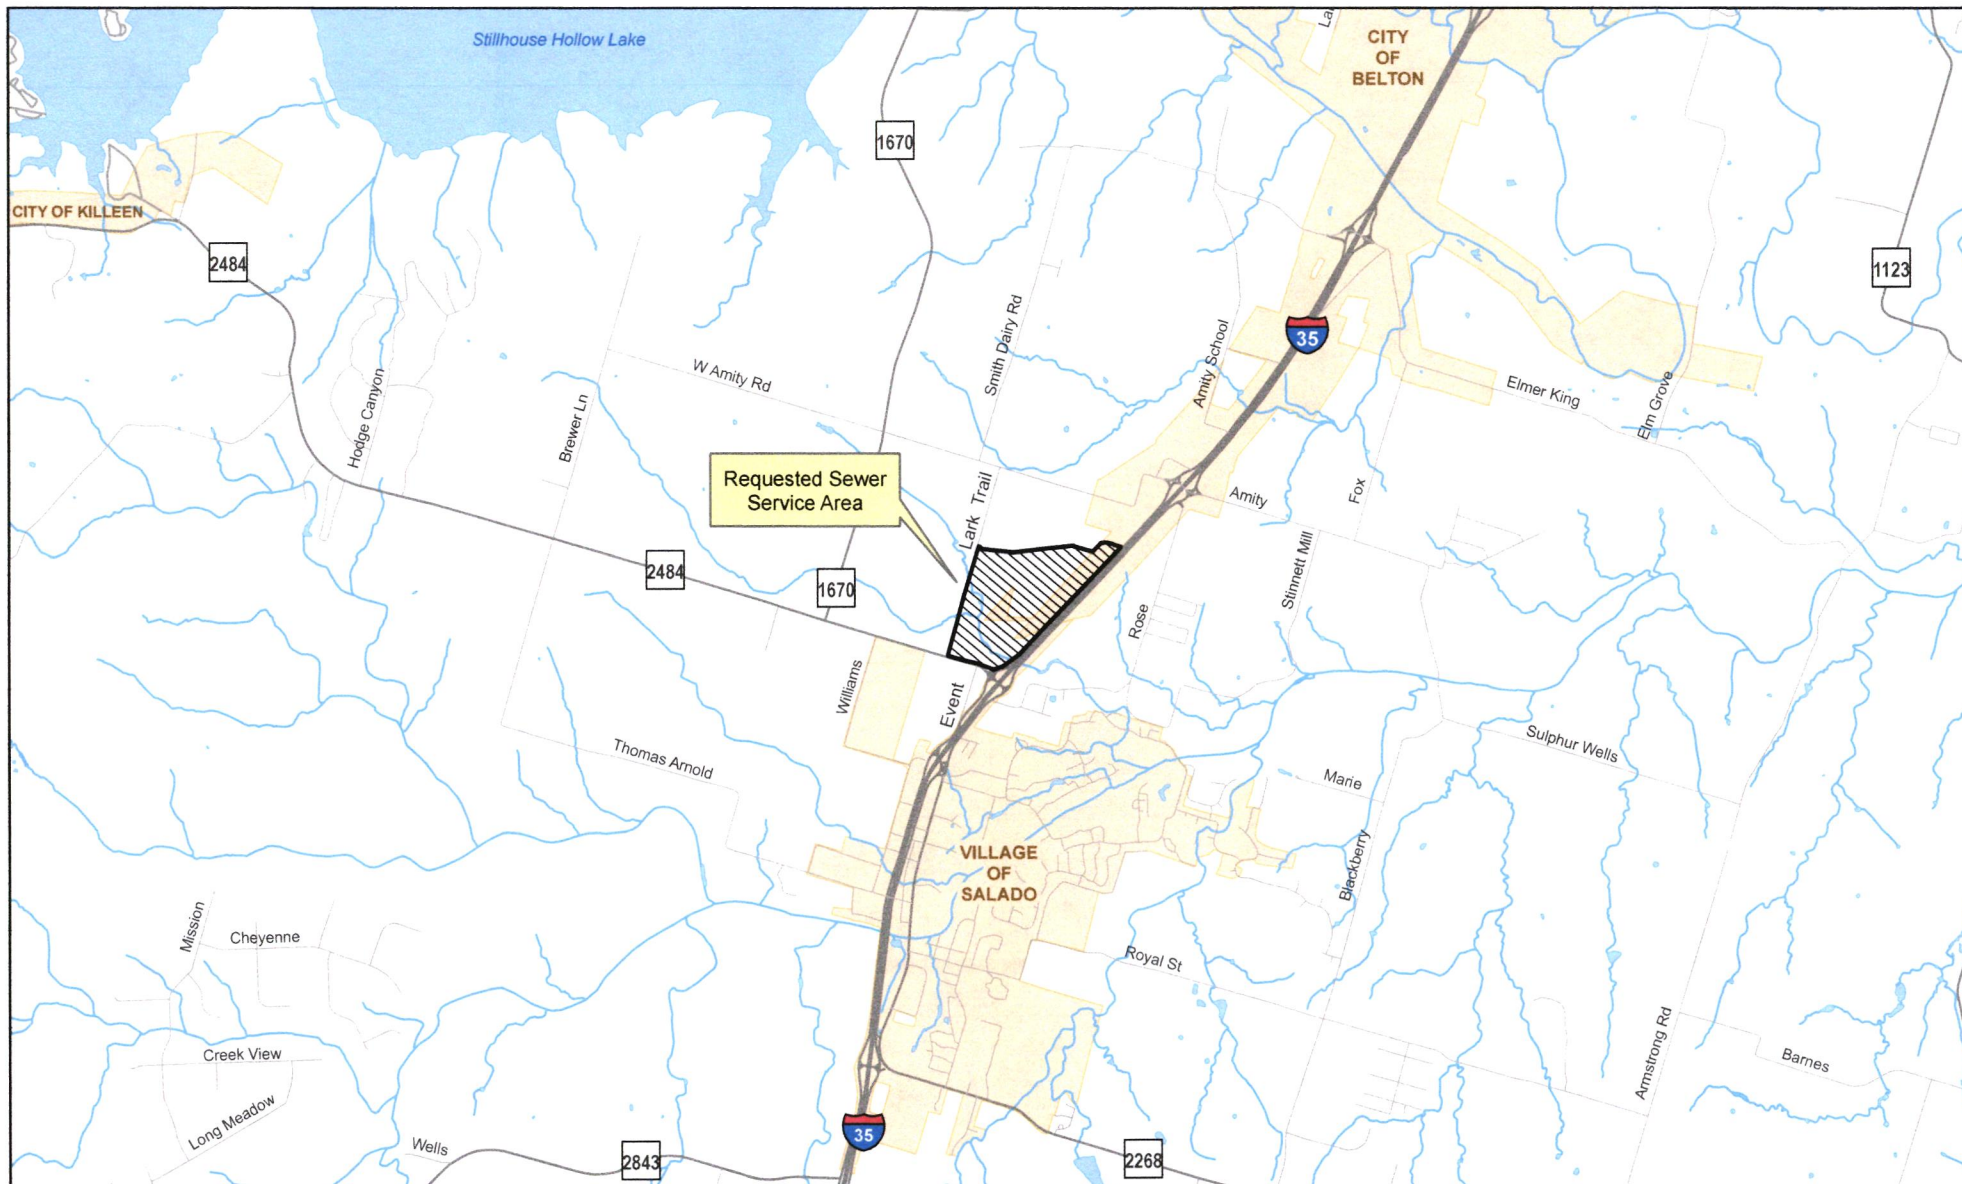 Stillhouse Hollow Lake
La
CITY
OF
BELTON
1670
CITY OF KILLEEN
2484
1123
35
Smith Dairy Rd
Amity School
W Amity Rd
Hodge Canyon
Brewer Ln
Elmer King
Elm Grove
Requested Sewer
Service Area
Lark Trail
Amity
Fox
2484
1670
Stinnett Mill
Rose
Williams
Event
Thomas Arnold
Sulphur Wells
Marie
VILLAGE
OF
SALADO
Blackberry
Mission
Cheyenne
Royal St
Creek View
Armstrong Rd
Barnes
Long Meadow
35
Wells
2843
2268